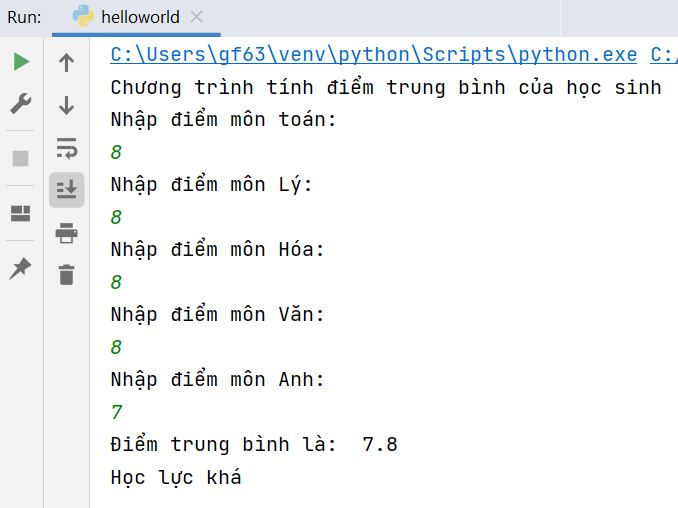 Run: helloworld
C:\Users\gf63\venv\python\Scripts\python.exe C:/
Chương trình tính điểm trung bình của học sinh
Nhập điểm môn toán:
8
Nhập điểm môn Lý:
8
Nhập điểm môn Hóa:
8
Nhập điểm môn Văn:
8
Nhập điểm môn Anh:
7
Điểm trung bình là:  7.8
Học lực khá